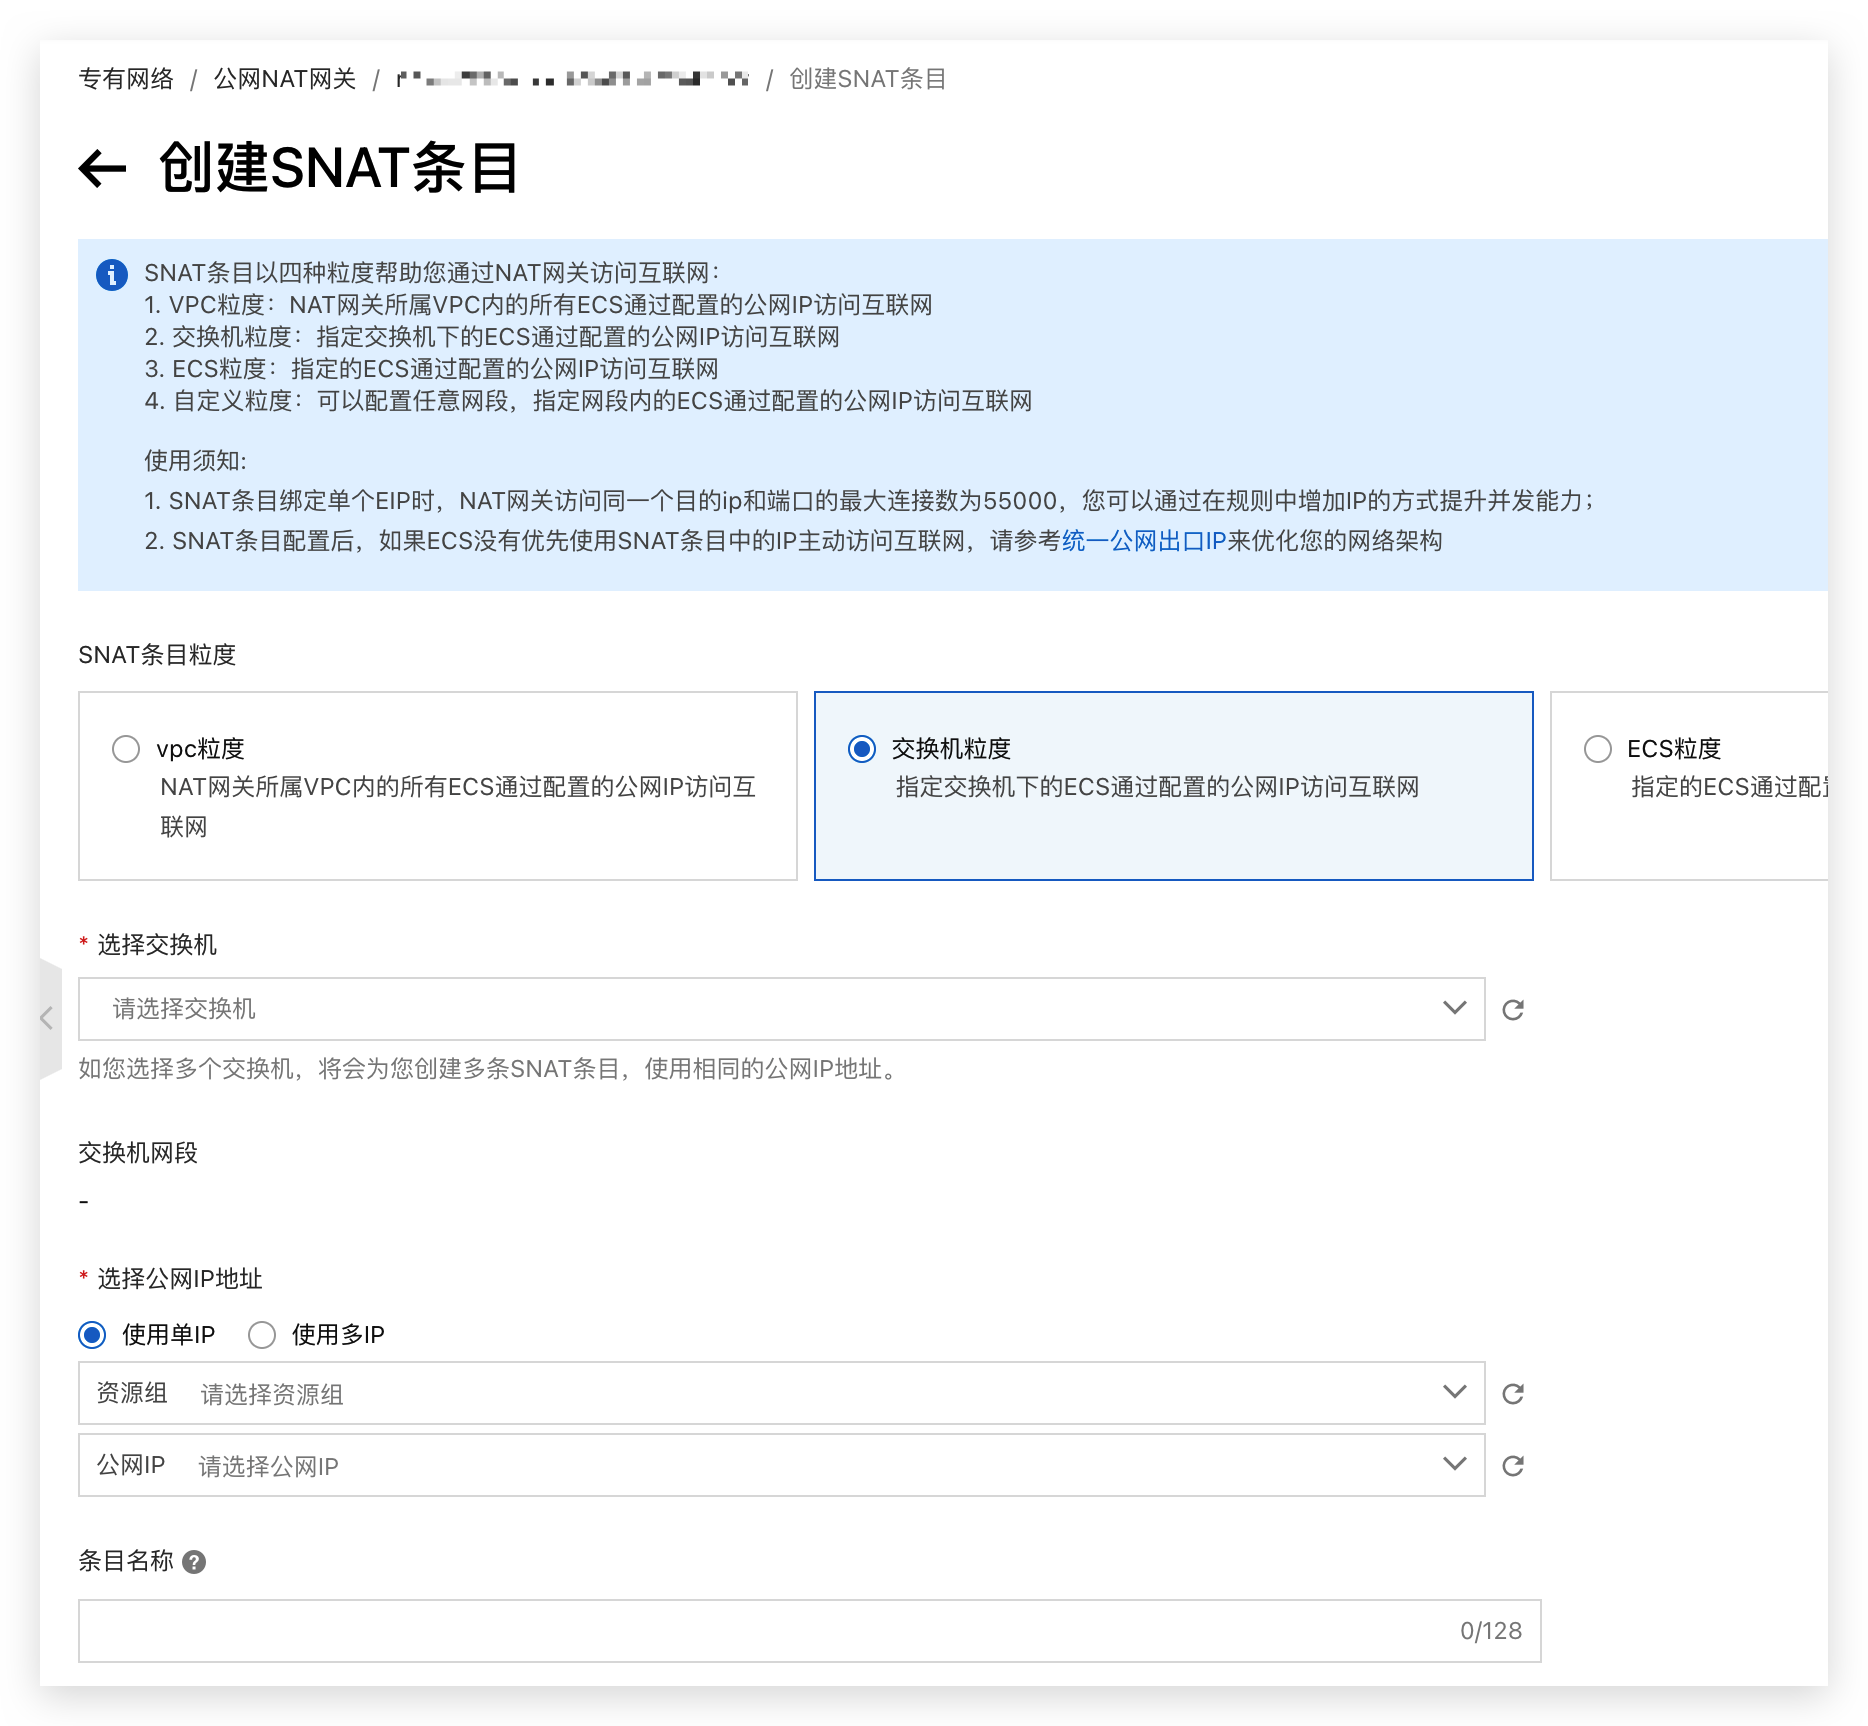 专有网络 / 公网NAT网关 / / 创建SNAT条目
创建SNAT条目
SNAT条目以四种粒度帮助您通过NAT网关访问互联网：
1. VPC粒度：NAT网关所属VPC内的所有ECS通过配置的公网IP访问互联网
2. 交换机粒度：指定交换机下的ECS通过配置的公网IP访问互联网
3. ECS粒度：指定的ECS通过配置的公网IP访问互联网
4. 自定义粒度：可以配置任意网段，指定网段内的ECS通过配置的公网IP访问互联网
使用须知:
1. SNAT条目绑定单个EIP时，NAT网关访问同一个目的ip和端口的最大连接数为55000，您可以通过在规则中增加IP的方式提升并发能力；
2. SNAT条目配置后，如果ECS没有优先使用SNAT条目中的IP主动访问互联网，请参考统一公网出口IP来优化您的网络架构
SNAT条目粒度
vpc粒度
NAT网关所属VPC内的所有ECS通过配置的公网IP访问互
联网
交换机粒度
指定交换机下的ECS通过配置的公网IP访问互联网
ECS粒度
指定的ECS通过配
* 选择交换机
请选择交换机
如您选择多个交换机，将会为您创建多条SNAT条目，使用相同的公网IP地址。
交换机网段
-
* 选择公网IP地址
使用单IP 使用多IP
资源组 请选择资源组
公网IP 请选择公网IP
条目名称 ?
0/128